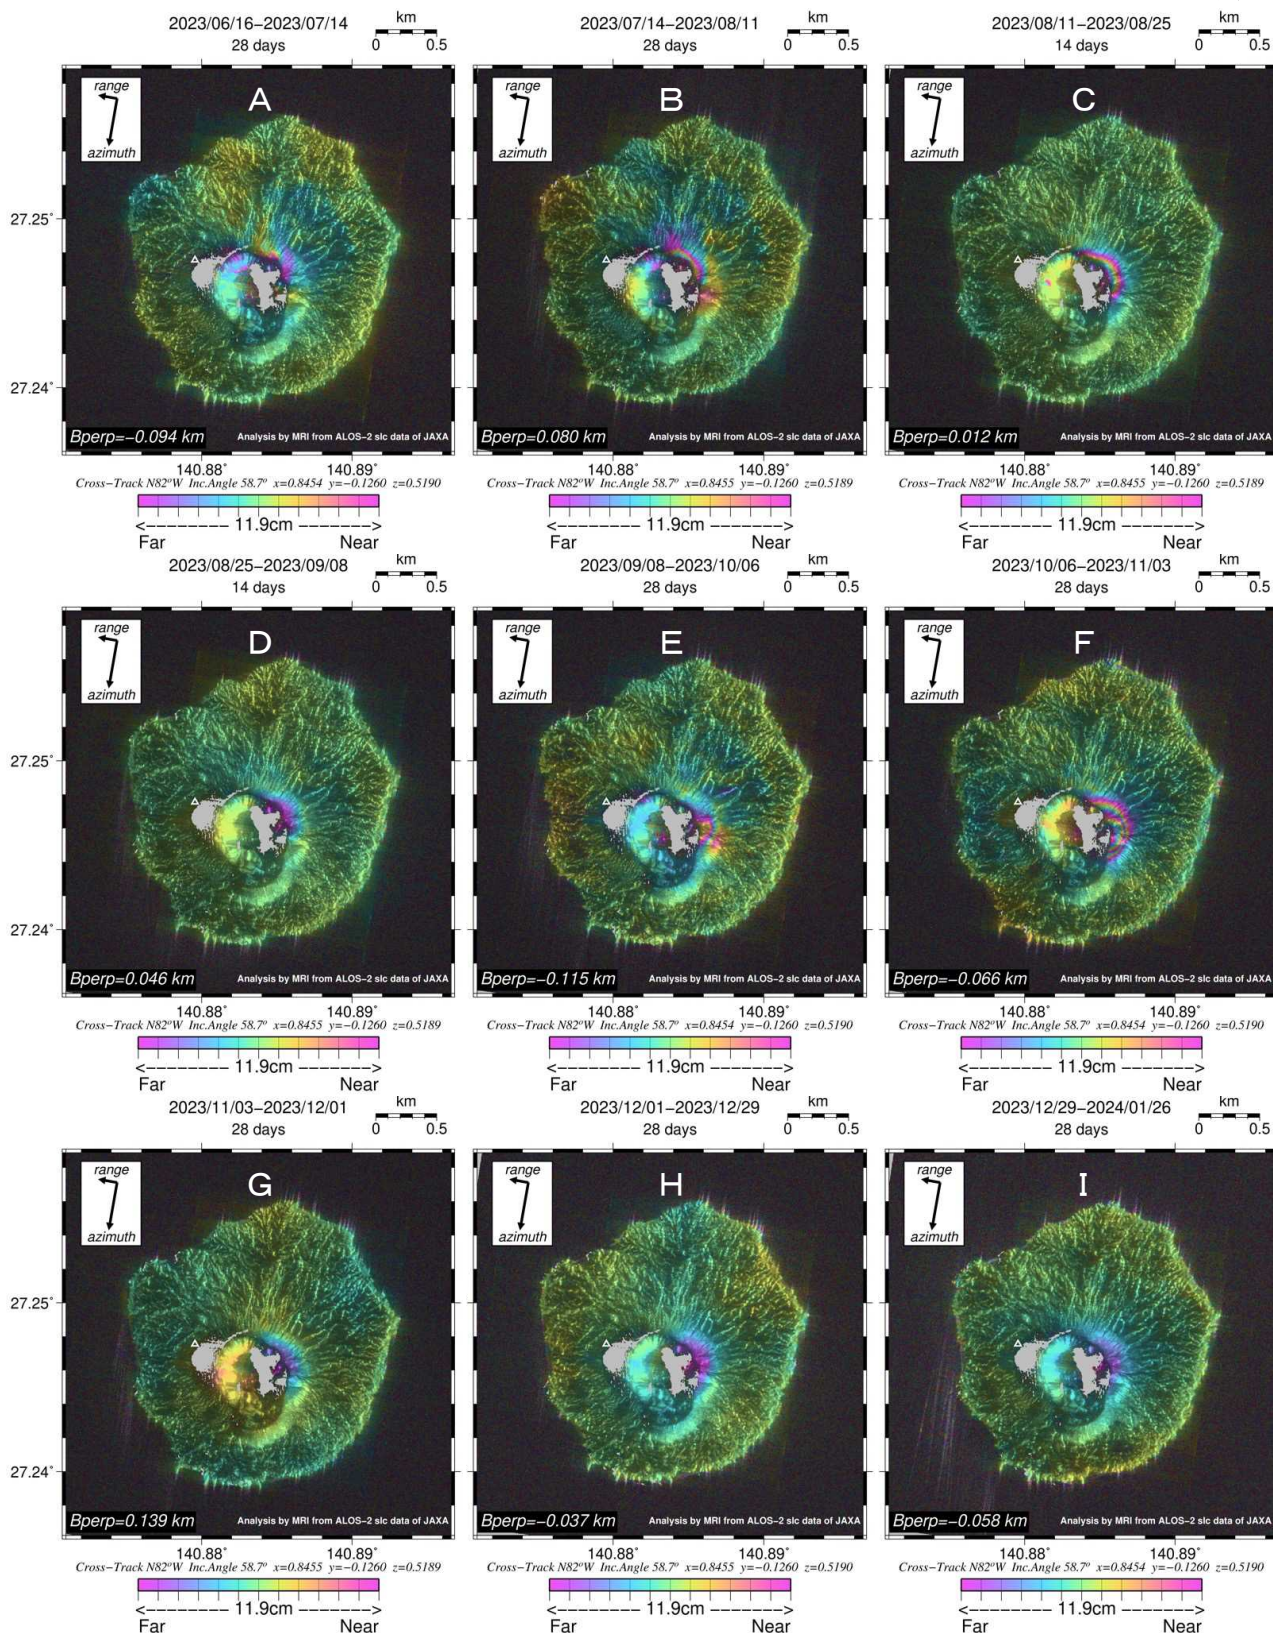 2023/06/16−2023/07/14
28 days
km
0 0.5
2023/07/14−2023/08/11
28 days
km
0 0.5
2023/08/11−2023/08/25
14 days
km
0 0.5
range
azimuth
A
range
azimuth
B
range
azimuth
C
27.25°
27.24°
Bperp=−0.094 km
Analysis by MRI from ALOS−2 slc data of JAXA
Bperp=0.080 km
Analysis by MRI from ALOS−2 slc data of JAXA
Bperp=0.012 km
Analysis by MRI from ALOS−2 slc data of JAXA
140.88° 140.89°
140.88° 140.89°
140.88° 140.89°
Cross−Track N82°W Inc.Angle 58.7° x=0.8454 y=−0.1260 z=0.5190
Cross−Track N82°W Inc.Angle 58.7° x=0.8455 y=−0.1260 z=0.5189
Cross−Track N82°W Inc.Angle 58.7° x=0.8455 y=−0.1260 z=0.5189
<−−−−−−−− 11.9cm −−−−−−−>
Far Near
<−−−−−−−− 11.9cm −−−−−−−>
Far Near
<−−−−−−−− 11.9cm −−−−−−−>
Far Near
2023/08/25−2023/09/08
14 days
km
0 0.5
2023/09/08−2023/10/06
28 days
km
0 0.5
2023/10/06−2023/11/03
28 days
km
0 0.5
range
azimuth
D
range
azimuth
E
range
azimuth
F
27.25°
27.24°
Bperp=0.046 km
Analysis by MRI from ALOS−2 slc data of JAXA
Bperp=−0.115 km
Analysis by MRI from ALOS−2 slc data of JAXA
Bperp=−0.066 km
Analysis by MRI from ALOS−2 slc data of JAXA
140.88° 140.89°
140.88° 140.89°
140.88° 140.89°
Cross−Track N82°W Inc.Angle 58.7° x=0.8455 y=−0.1260 z=0.5189
Cross−Track N82°W Inc.Angle 58.7° x=0.8454 y=−0.1260 z=0.5190
Cross−Track N82°W Inc.Angle 58.7° x=0.8454 y=−0.1260 z=0.5190
<−−−−−−−− 11.9cm −−−−−−−>
Far Near
<−−−−−−−− 11.9cm −−−−−−−>
Far Near
<−−−−−−−− 11.9cm −−−−−−−>
Far Near
2023/11/03−2023/12/01
28 days
km
0 0.5
2023/12/01−2023/12/29
28 days
km
0 0.5
2023/12/29−2024/01/26
28 days
km
0 0.5
range
azimuth
G
range
azimuth
H
range
azimuth
I
27.25°
27.24°
Bperp=0.139 km
Analysis by MRI from ALOS−2 slc data of JAXA
Bperp=−0.037 km
Analysis by MRI from ALOS−2 slc data of JAXA
Bperp=−0.058 km
Analysis by MRI from ALOS−2 slc data of JAXA
140.88° 140.89°
140.88° 140.89°
140.88° 140.89°
Cross−Track N82°W Inc.Angle 58.7° x=0.8455 y=−0.1260 z=0.5189
Cross−Track N82°W Inc.Angle 58.7° x=0.8455 y=−0.1260 z=0.5190
Cross−Track N82°W Inc.Angle 58.7° x=0.8454 y=−0.1260 z=0.5190
<−−−−−−−− 11.9cm −−−−−−−>
Far Near
<−−−−−−−− 11.9cm −−−−−−−>
Far Near
<−−−−−−−− 11.9cm −−−−−−−>
Far Near